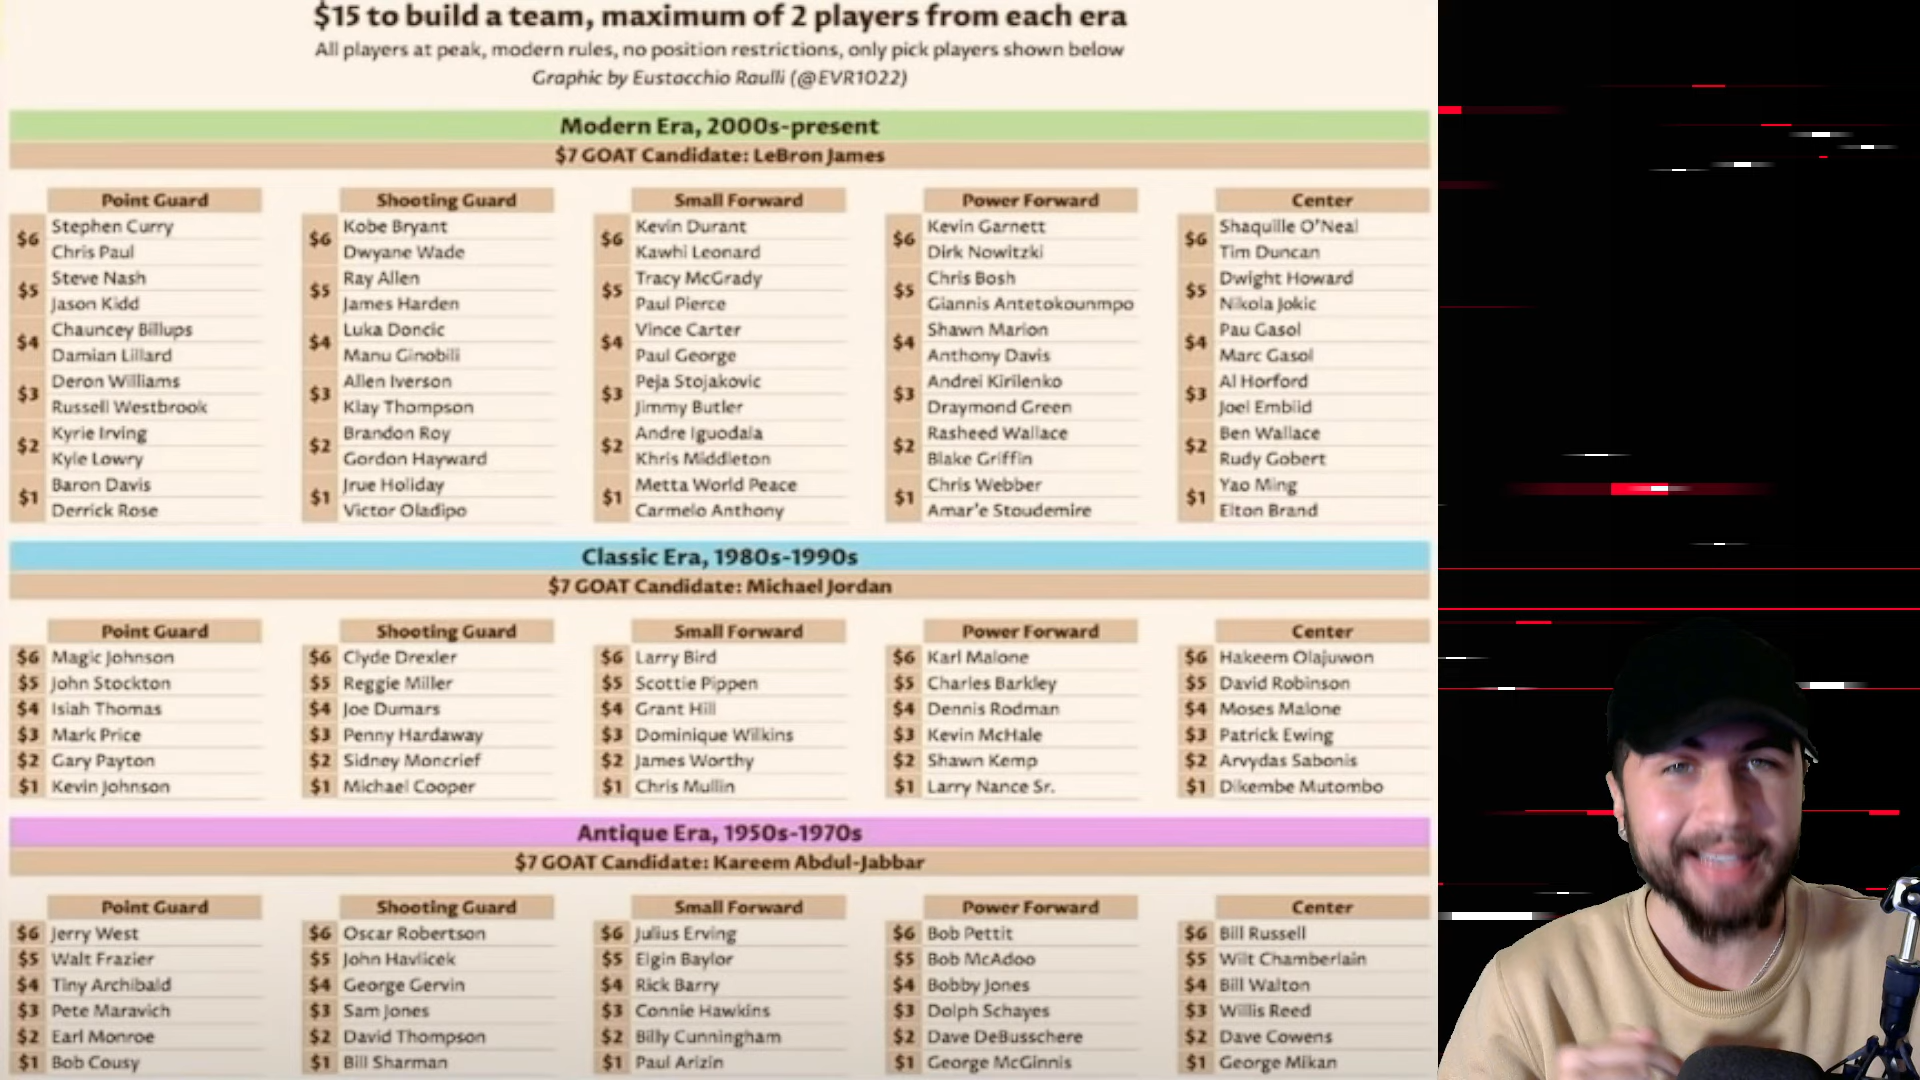 $15 to build a team, maximum of 2 players from each era
All players at peak, modern rules, no position restrictions, only pick players shown below
Graphic by Eustacchio Raulli (@EVR1022)
Modern Era, 2000s-present
$7 GOAT Candidate: LeBron James
Point Guard
$6 Stephen Curry
Chris Paul
$5 Steve Nash
Jason Kidd
$4 Chauncey Billups
Damian Lillard
$3 Deron Williams
Russell Westbrook
$2 Kyrie Irving
Kyle Lowry
$1 Baron Davis
Derrick Rose
Shooting Guard
$6 Kobe Bryant
Dwyane Wade
$5 Ray Allen
James Harden
$4 Luka Doncic
Manu Ginobili
$3 Allen Iverson
Klay Thompson
$2 Brandon Roy
Gordon Hayward
$1 Jrue Holiday
Victor Oladipo
Small Forward
$6 Kevin Durant
Kawhi Leonard
$5 Tracy McGrady
Paul Pierce
$4 Vince Carter
Paul George
$3 Peja Stojakovic
Jimmy Butler
$2 Andre Iguodala
Khris Middleton
$1 Metta World Peace
Carmelo Anthony
Power Forward
$6 Kevin Garnett
Dirk Nowitzki
$5 Chris Bosh
Giannis Antetokounmpo
$4 Shawn Marion
Anthony Davis
$3 Andrei Kirilenko
Draymond Green
$2 Rasheed Wallace
Blake Griffin
$1 Chris Webber
Amar'e Stoudemire
Center
$6 Shaquille O'Neal
Tim Duncan
$5 Dwight Howard
Nikola Jokic
$4 Pau Gasol
Marc Gasol
$3 Al Horford
Joel Embiid
$2 Ben Wallace
Rudy Gobert
$1 Yao Ming
Elton Brand
Classic Era, 1980s-1990s
$7 GOAT Candidate: Michael Jordan
Point Guard
$6 Magic Johnson
$5 John Stockton
$4 Isiah Thomas
$3 Mark Price
$2 Gary Payton
$1 Kevin Johnson
Shooting Guard
$6 Clyde Drexler
$5 Reggie Miller
$4 Joe Dumars
$3 Penny Hardaway
$2 Sidney Moncrief
$1 Michael Cooper
Small Forward
$6 Larry Bird
$5 Scottie Pippen
$4 Grant Hill
$3 Dominique Wilkins
$2 James Worthy
$1 Chris Mullin
Power Forward
$6 Karl Malone
$5 Charles Barkley
$4 Dennis Rodman
$3 Kevin McHale
$2 Shawn Kemp
$1 Larry Nance Sr.
Center
$6 Hakeem Olajuwon
$5 David Robinson
$4 Moses Malone
$3 Patrick Ewing
$2 Arvydas Sabonis
$1 Dikembe Mutombo
Antique Era, 1950s-1970s
$7 GOAT Candidate: Kareem Abdul-Jabbar
Point Guard
$6 Jerry West
$5 Walt Frazier
$4 Tiny Archibald
$3 Pete Maravich
$2 Earl Monroe
$1 Bob Cousy
Shooting Guard
$6 Oscar Robertson
$5 John Havlicek
$4 George Gervin
$3 Sam Jones
$2 David Thompson
$1 Bill Sharman
Small Forward
$6 Julius Erving
$5 Elgin Baylor
$4 Rick Barry
$3 Connie Hawkins
$2 Billy Cunningham
$1 Paul Arizin
Power Forward
$6 Bob Pettit
$5 Bob McAdoo
$4 Bobby Jones
$3 Dolph Schayes
$2 Dave DeBusschere
$1 George McGinnis
Center
$6 Bill Russell
$5 Wilt Chamberlain
$4 Bill Walton
$3 Willis Reed
$2 Dave Cowens
$1 George Mikan